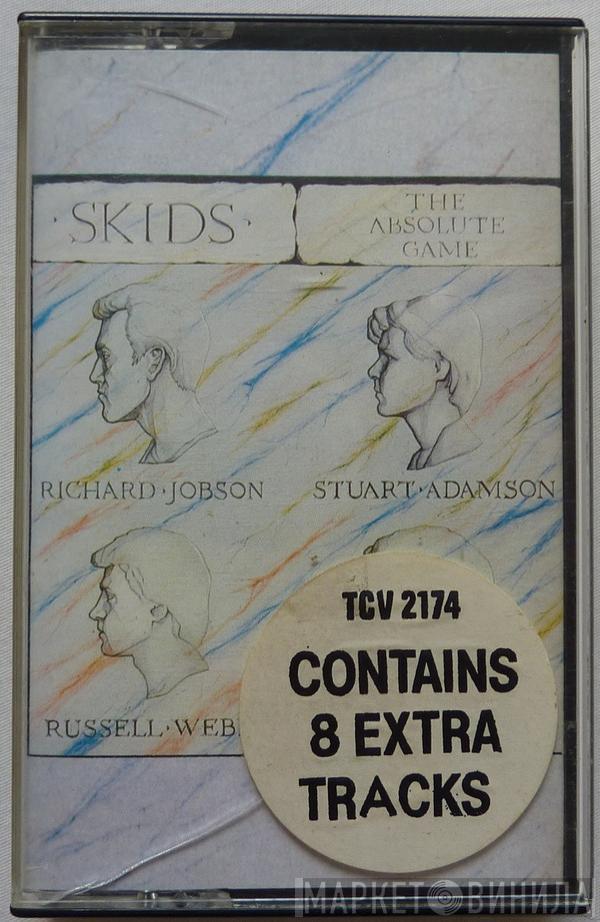 ·SKIDS·
THE
ABSOLUTE
GAME
RICHARD·JOBSON
STUART·ADAMSON
RUSSELL·WEB
TCV 2174
CONTAINS
8 EXTRA
TRACKS
МАРКЕТ ВИНИЛА